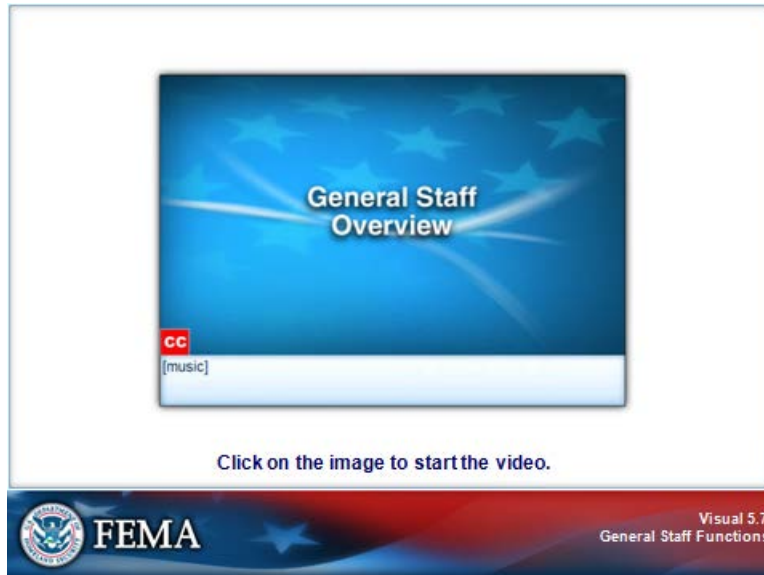 General Staff
Overview
CC
[music]
Click on the image to start the video.
FEMA
Visual 5.7
General Staff Functions